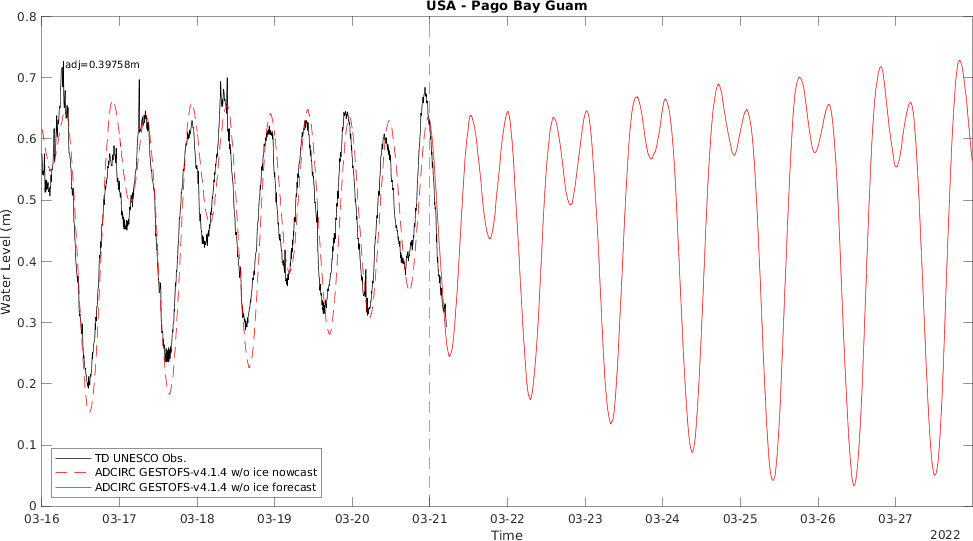 USA - Pago Bay Guam
adj=0.39758m
0.8
0.7
0.6
0.5
0.4
0.3
0.2
0.1
0
Water Level (m)
TD UNESCO Obs.
ADCIRC GESTOFS-v4.1.4 w/o ice nowcast
ADCIRC GESTOFS-v4.1.4 w/o ice forecast
03-16 03-17 03-18 03-19 03-20 03-21 03-22 03-23 03-24 03-25 03-26 03-27
Time
2022